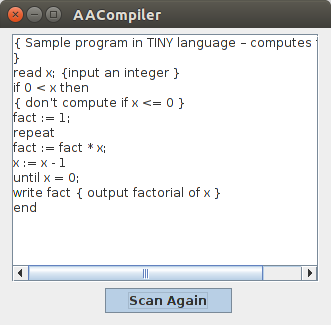 AACompiler
{ Sample program in TINY language – computes
}
read x; {input an integer }
if 0 < x then
{ don't compute if x <= 0 }
fact := 1;
repeat
fact := fact * x;
x := x - 1
until x = 0;
write fact { output factorial of x }
end
Scan Again